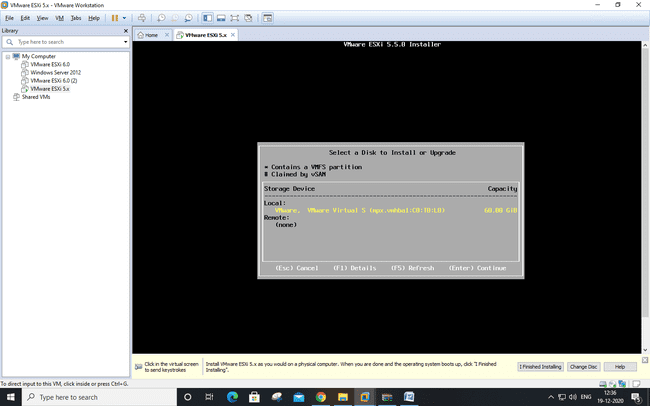 VMware ESXi 5.x - VMware Workstation
File Edit View VM Tabs Help
Library
Type here to search
My Computer
VMware ESXi 6.0
Windows Server 2012
VMware ESXi 6.0 (2)
VMware ESXi 5.x
Shared VMs
Home
VMware ESXi 5.x
VMware ESXi 5.5.0 Installer
Select a Disk to Install or Upgrade
* Contains a VMFS partition
# Claimed by vSAN
Storage Device Capacity
Local:
VMware, VMware Virtual S (mpx.vmhba1:C0:T0:L0) 60.00 GiB
Remote:
(none)
(Esc) Cancel (F1) Details (F5) Refresh (Enter) Continue
Click in the virtual screen
to send keystrokes
Install VMware ESXi 5.x as you would on a physical computer. When you are done and the operating system boots up, click "I Finished
Installing".
I Finished Installing Change Disc Help
To direct input to this VM, click inside or press Ctrl+G.
Type here to search
ENG
12:36
19-12-2020